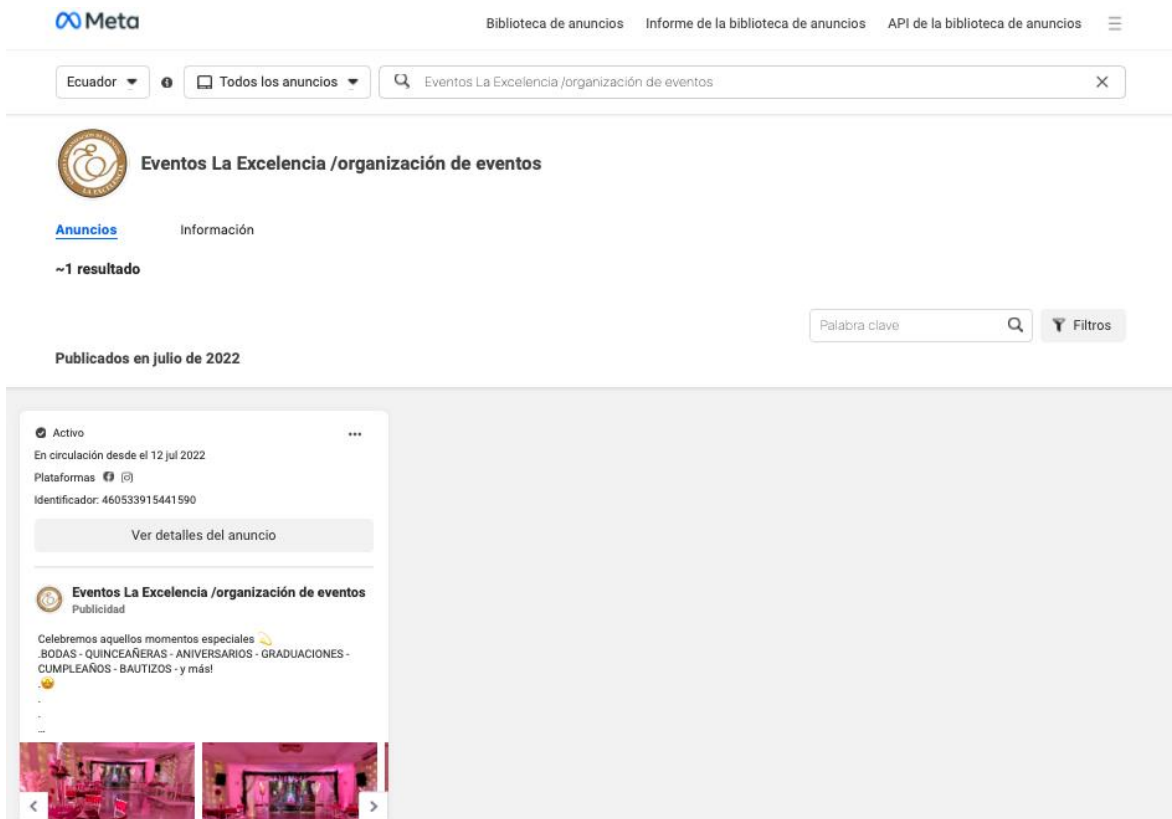 Meta
Biblioteca de anuncios Informe de la biblioteca de anuncios API de la biblioteca de anuncios
Ecuador Todos los anuncios Eventos La Excelencia /organización de eventos
Eventos La Excelencia /organización de eventos
Anuncios Información
~1 resultado
Palabra clave Filtros
Publicados en julio de 2022
Activo
En circulación desde el 12 jul 2022
Plataformas
Identificador: 460533915441590
Ver detalles del anuncio
Eventos La Excelencia /organización de eventos
Publicidad
Celebremos aquellos momentos especiales 💫
.BODAS - QUINCEAÑERAS - ANIVERSARIOS - GRADUACIONES -
CUMPLEAÑOS - BAUTIZOS - y más!
.🤩
.
.
...